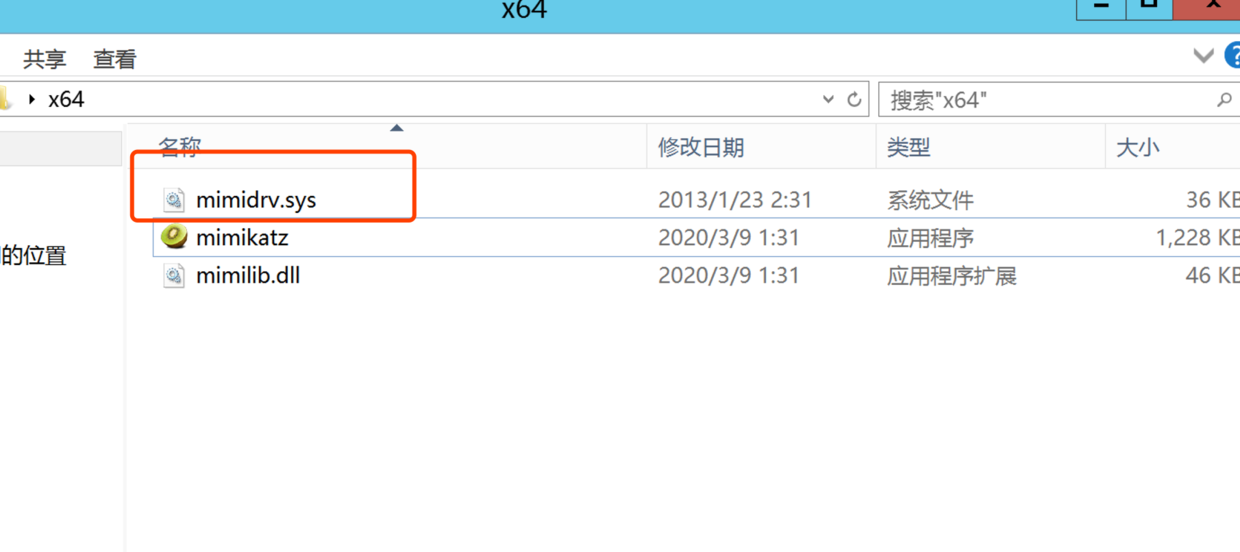 x64
共享 查看
x64 搜索"x64"
名称 修改日期 类型 大小
mimidrv.sys 2013/1/23 2:31 系统文件 36 KB
mimikatz 2020/3/9 1:31 应用程序 1,228 KB
的位置
mimilib.dll 2020/3/9 1:31 应用程序扩展 46 KB